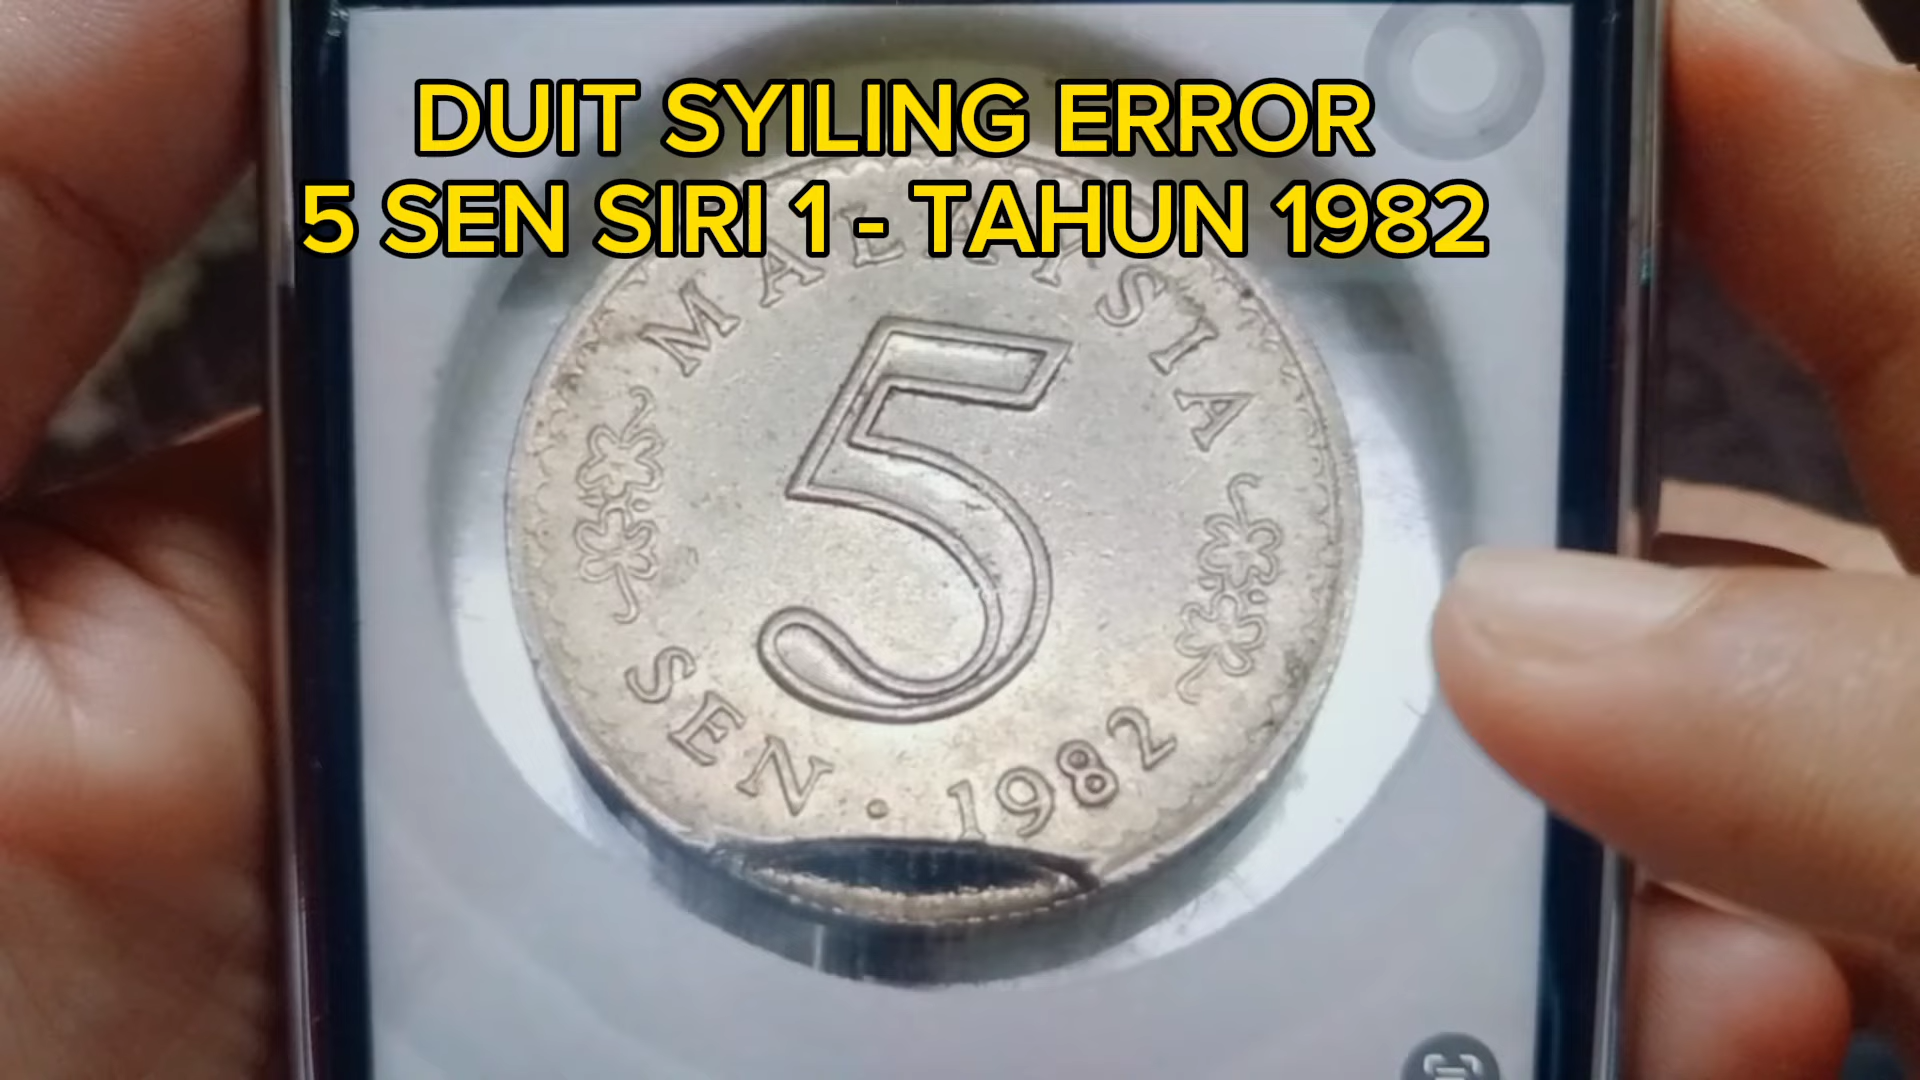 DUIT SYILING ERROR
5 SEN SIRI 1 - TAHUN 1982
MALAYSIA
5
SEN · 1982